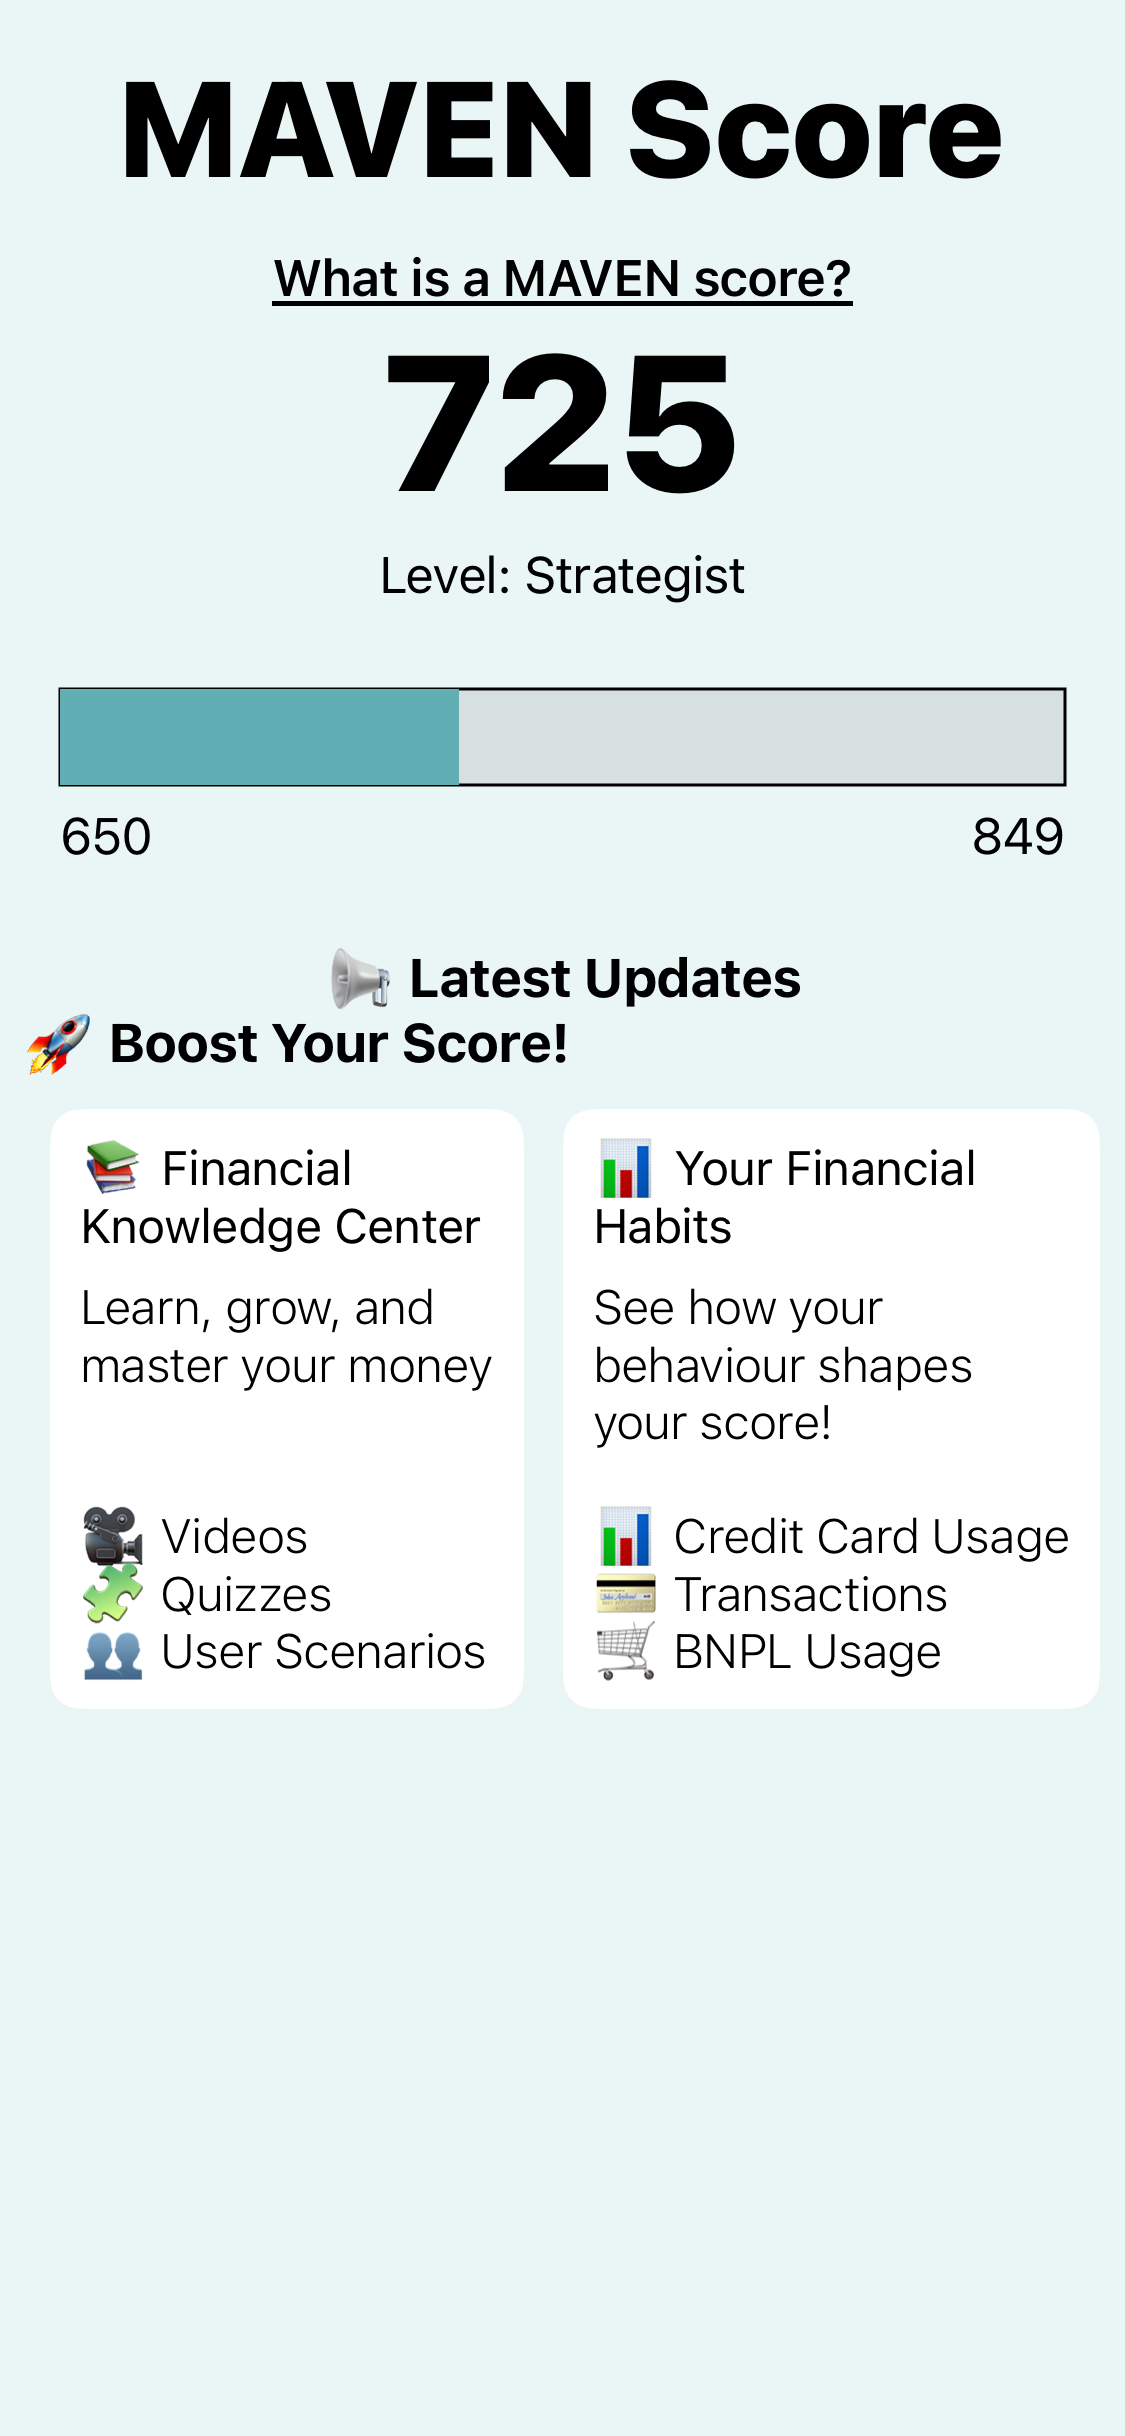 MAVEN Score
What is a MAVEN score?
725
Level: Strategist
650 849
📢 Latest Updates
🚀 Boost Your Score!
📚 Financial
Knowledge Center
Learn, grow, and
master your money
🎥 Videos
🧩 Quizzes
👥 User Scenarios
📊 Your Financial
Habits
See how your
behaviour shapes
your score!
📊 Credit Card Usage
💳 Transactions
🛒 BNPL Usage